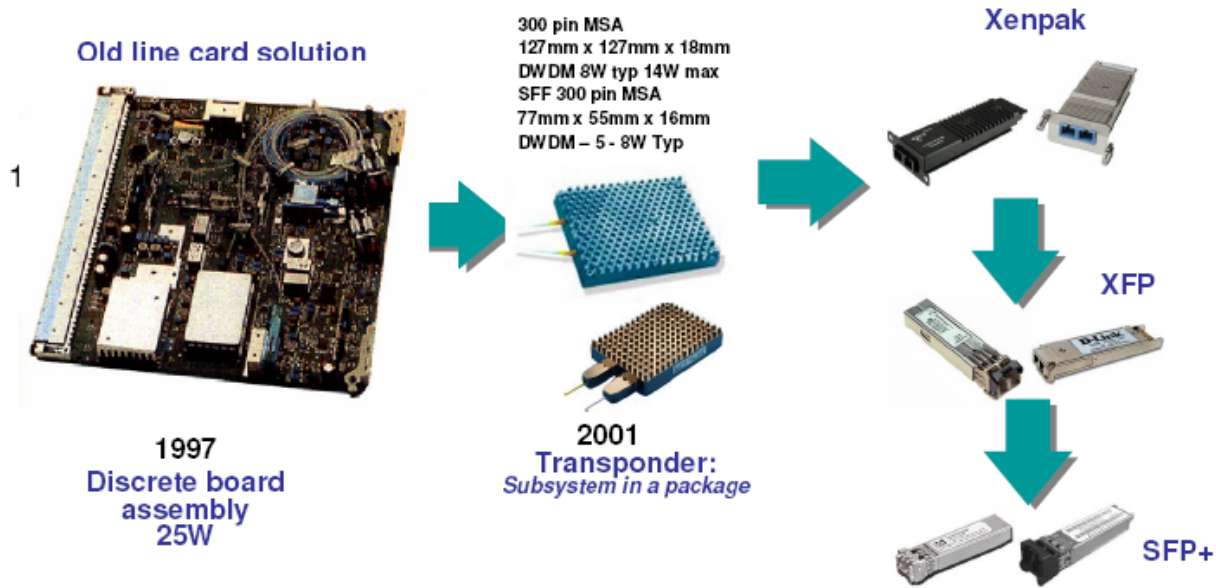 Old line card solution
1
1997
Discrete board
assembly
25W
300 pin MSA
127mm x 127mm x 18mm
DWDM 8W typ 14W max
SFF 300 pin MSA
77mm x 55mm x 16mm
DWDM – 5 - 8W Typ
2001
Transponder:
Subsystem in a package
Xenpak
XFP
D-Link
SFP+